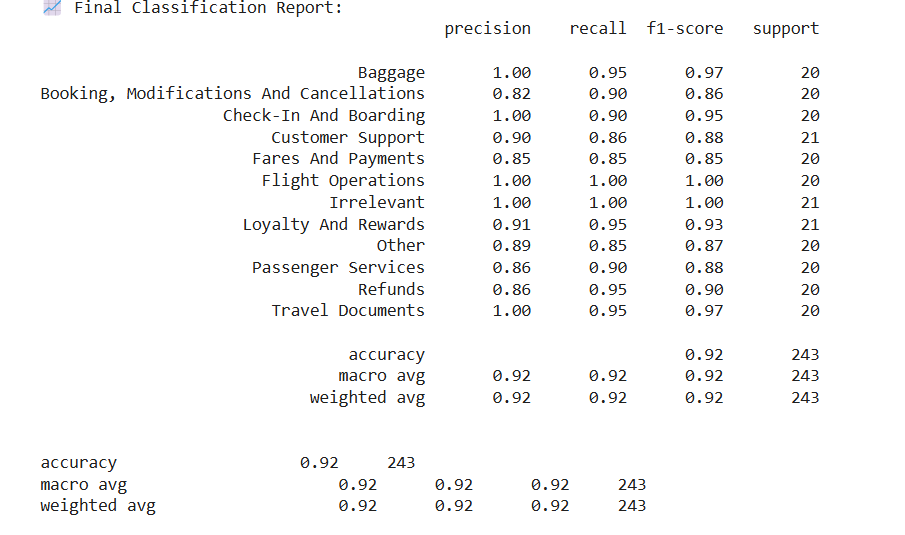 📈 Final Classification Report:
precision recall f1-score support
Baggage 1.00 0.95 0.97 20
Booking, Modifications And Cancellations 0.82 0.90 0.86 20
Check-In And Boarding 1.00 0.90 0.95 20
Customer Support 0.90 0.86 0.88 21
Fares And Payments 0.85 0.85 0.85 20
Flight Operations 1.00 1.00 1.00 20
Irrelevant 1.00 1.00 1.00 21
Loyalty And Rewards 0.91 0.95 0.93 21
Other 0.89 0.85 0.87 20
Passenger Services 0.86 0.90 0.88 20
Refunds 0.86 0.95 0.90 20
Travel Documents 1.00 0.95 0.97 20
accuracy 0.92 243
macro avg 0.92 0.92 0.92 243
weighted avg 0.92 0.92 0.92 243
accuracy 0.92 243
macro avg 0.92 0.92 0.92 243
weighted avg 0.92 0.92 0.92 243